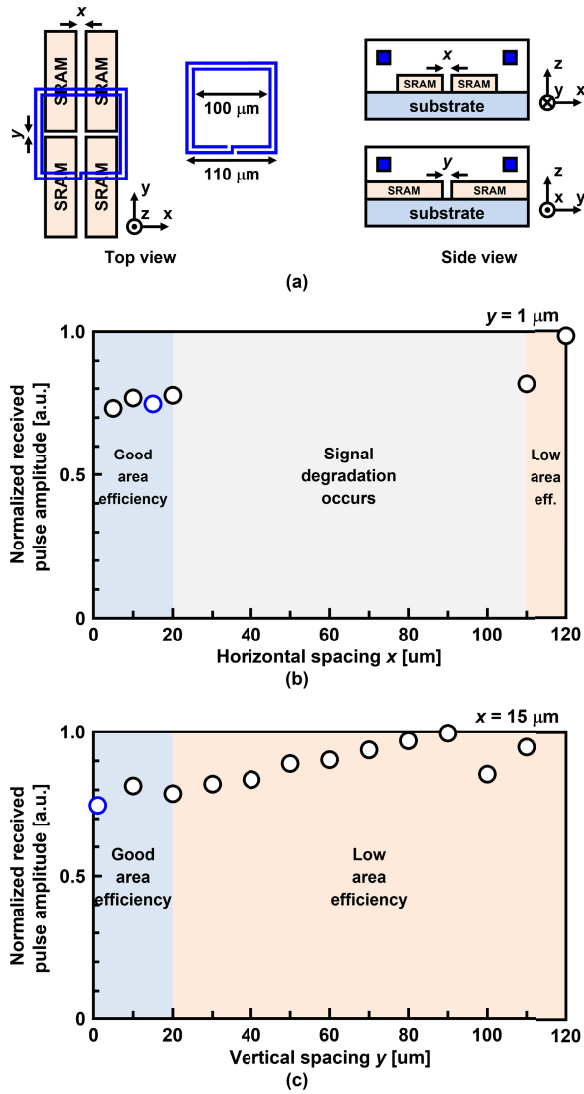 x
SRAM SRAM
y
SRAM SRAM
100 µm
110 µm
y
z x
Top view
x
SRAM SRAM
substrate
z
y x
y
SRAM SRAM
substrate
z
x y
Side view
(a)
y = 1 µm
Normalized received
pulse amplitude [a.u.]
1.0
0.5
0
Good
area
efficiency
Signal
degradation
occurs
Low
area
eff.
0 20 40 60 80 100 120
Horizontal spacing x [um]
(b)
x = 15 µm
Normalized received
pulse amplitude [a.u.]
1.0
0.5
0
Good
area
efficiency
Low
area
efficiency
0 20 40 60 80 100 120
Vertical spacing y [um]
(c)